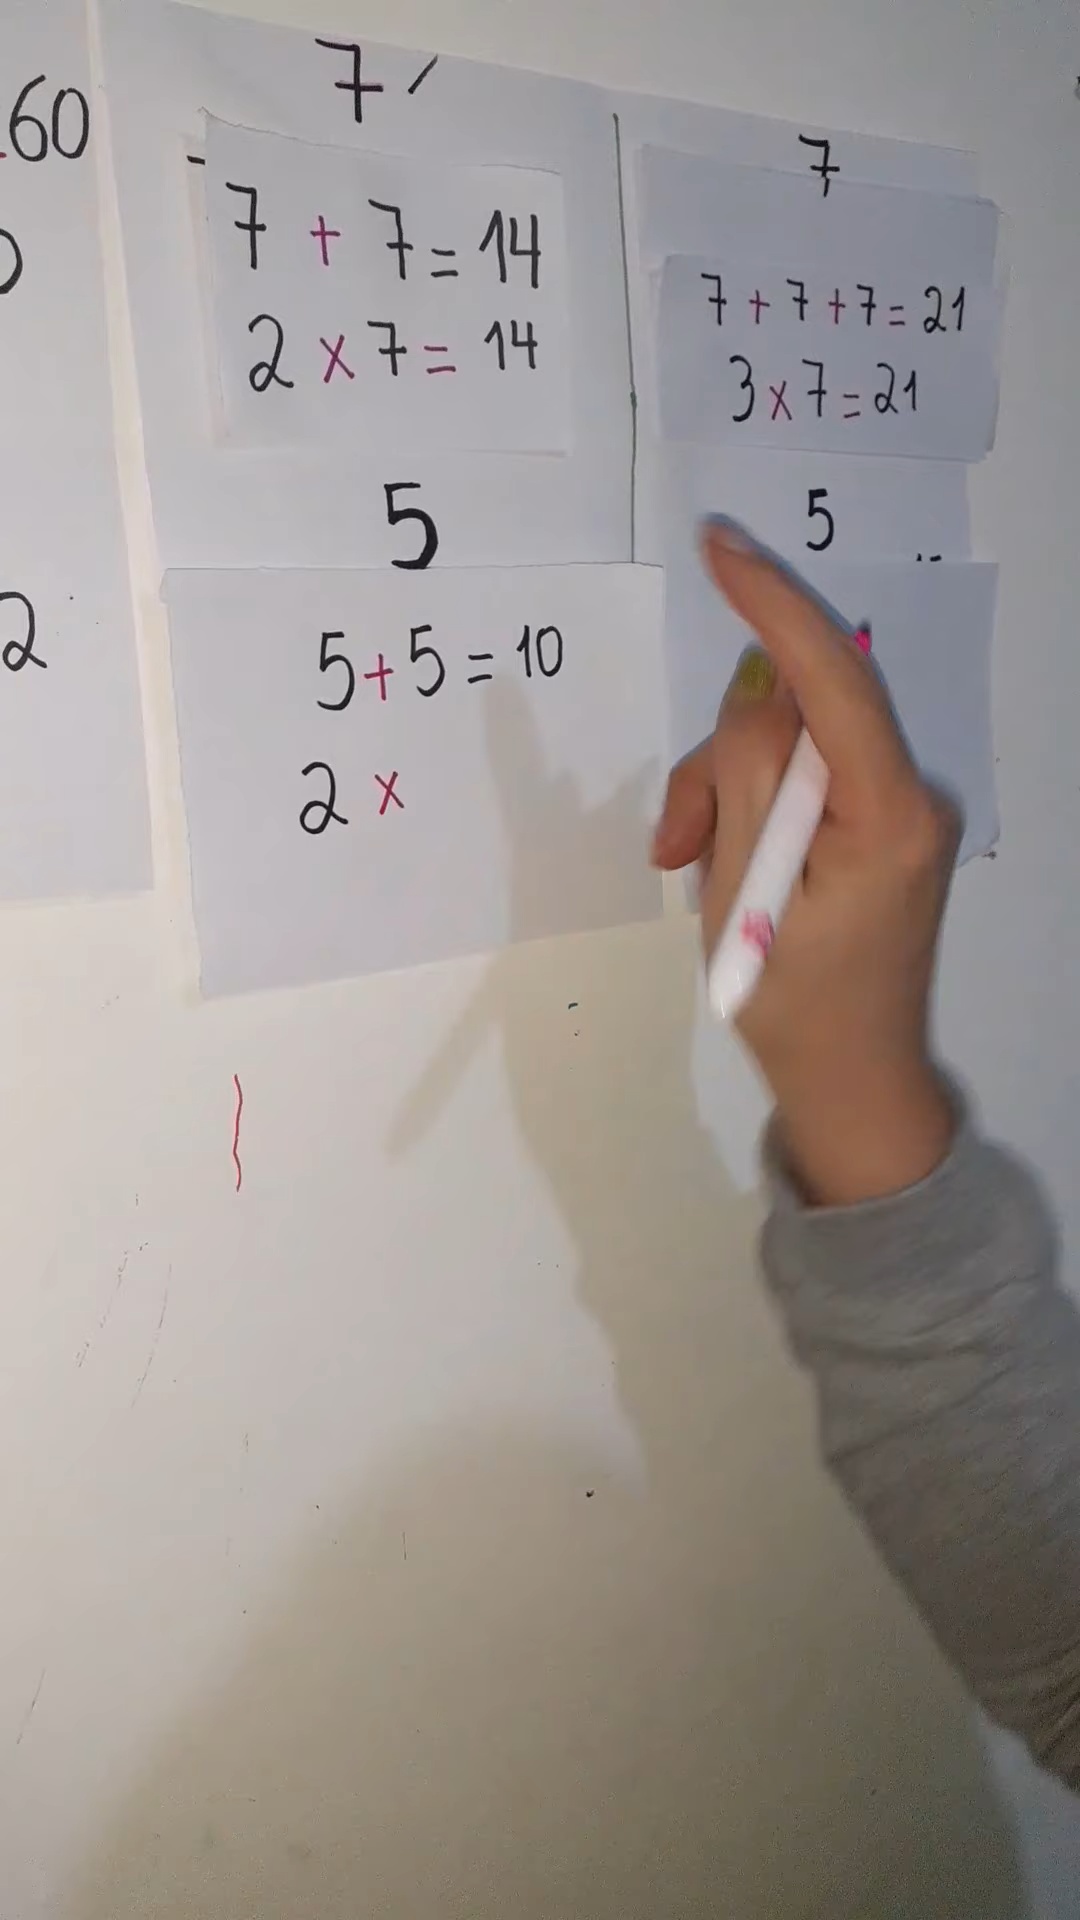 60
2
7
7 + 7 = 14
2 x 7 = 14
5
5 + 5 = 10
2 x
7
7 + 7 + 7 = 21
3 x 7 = 21
5